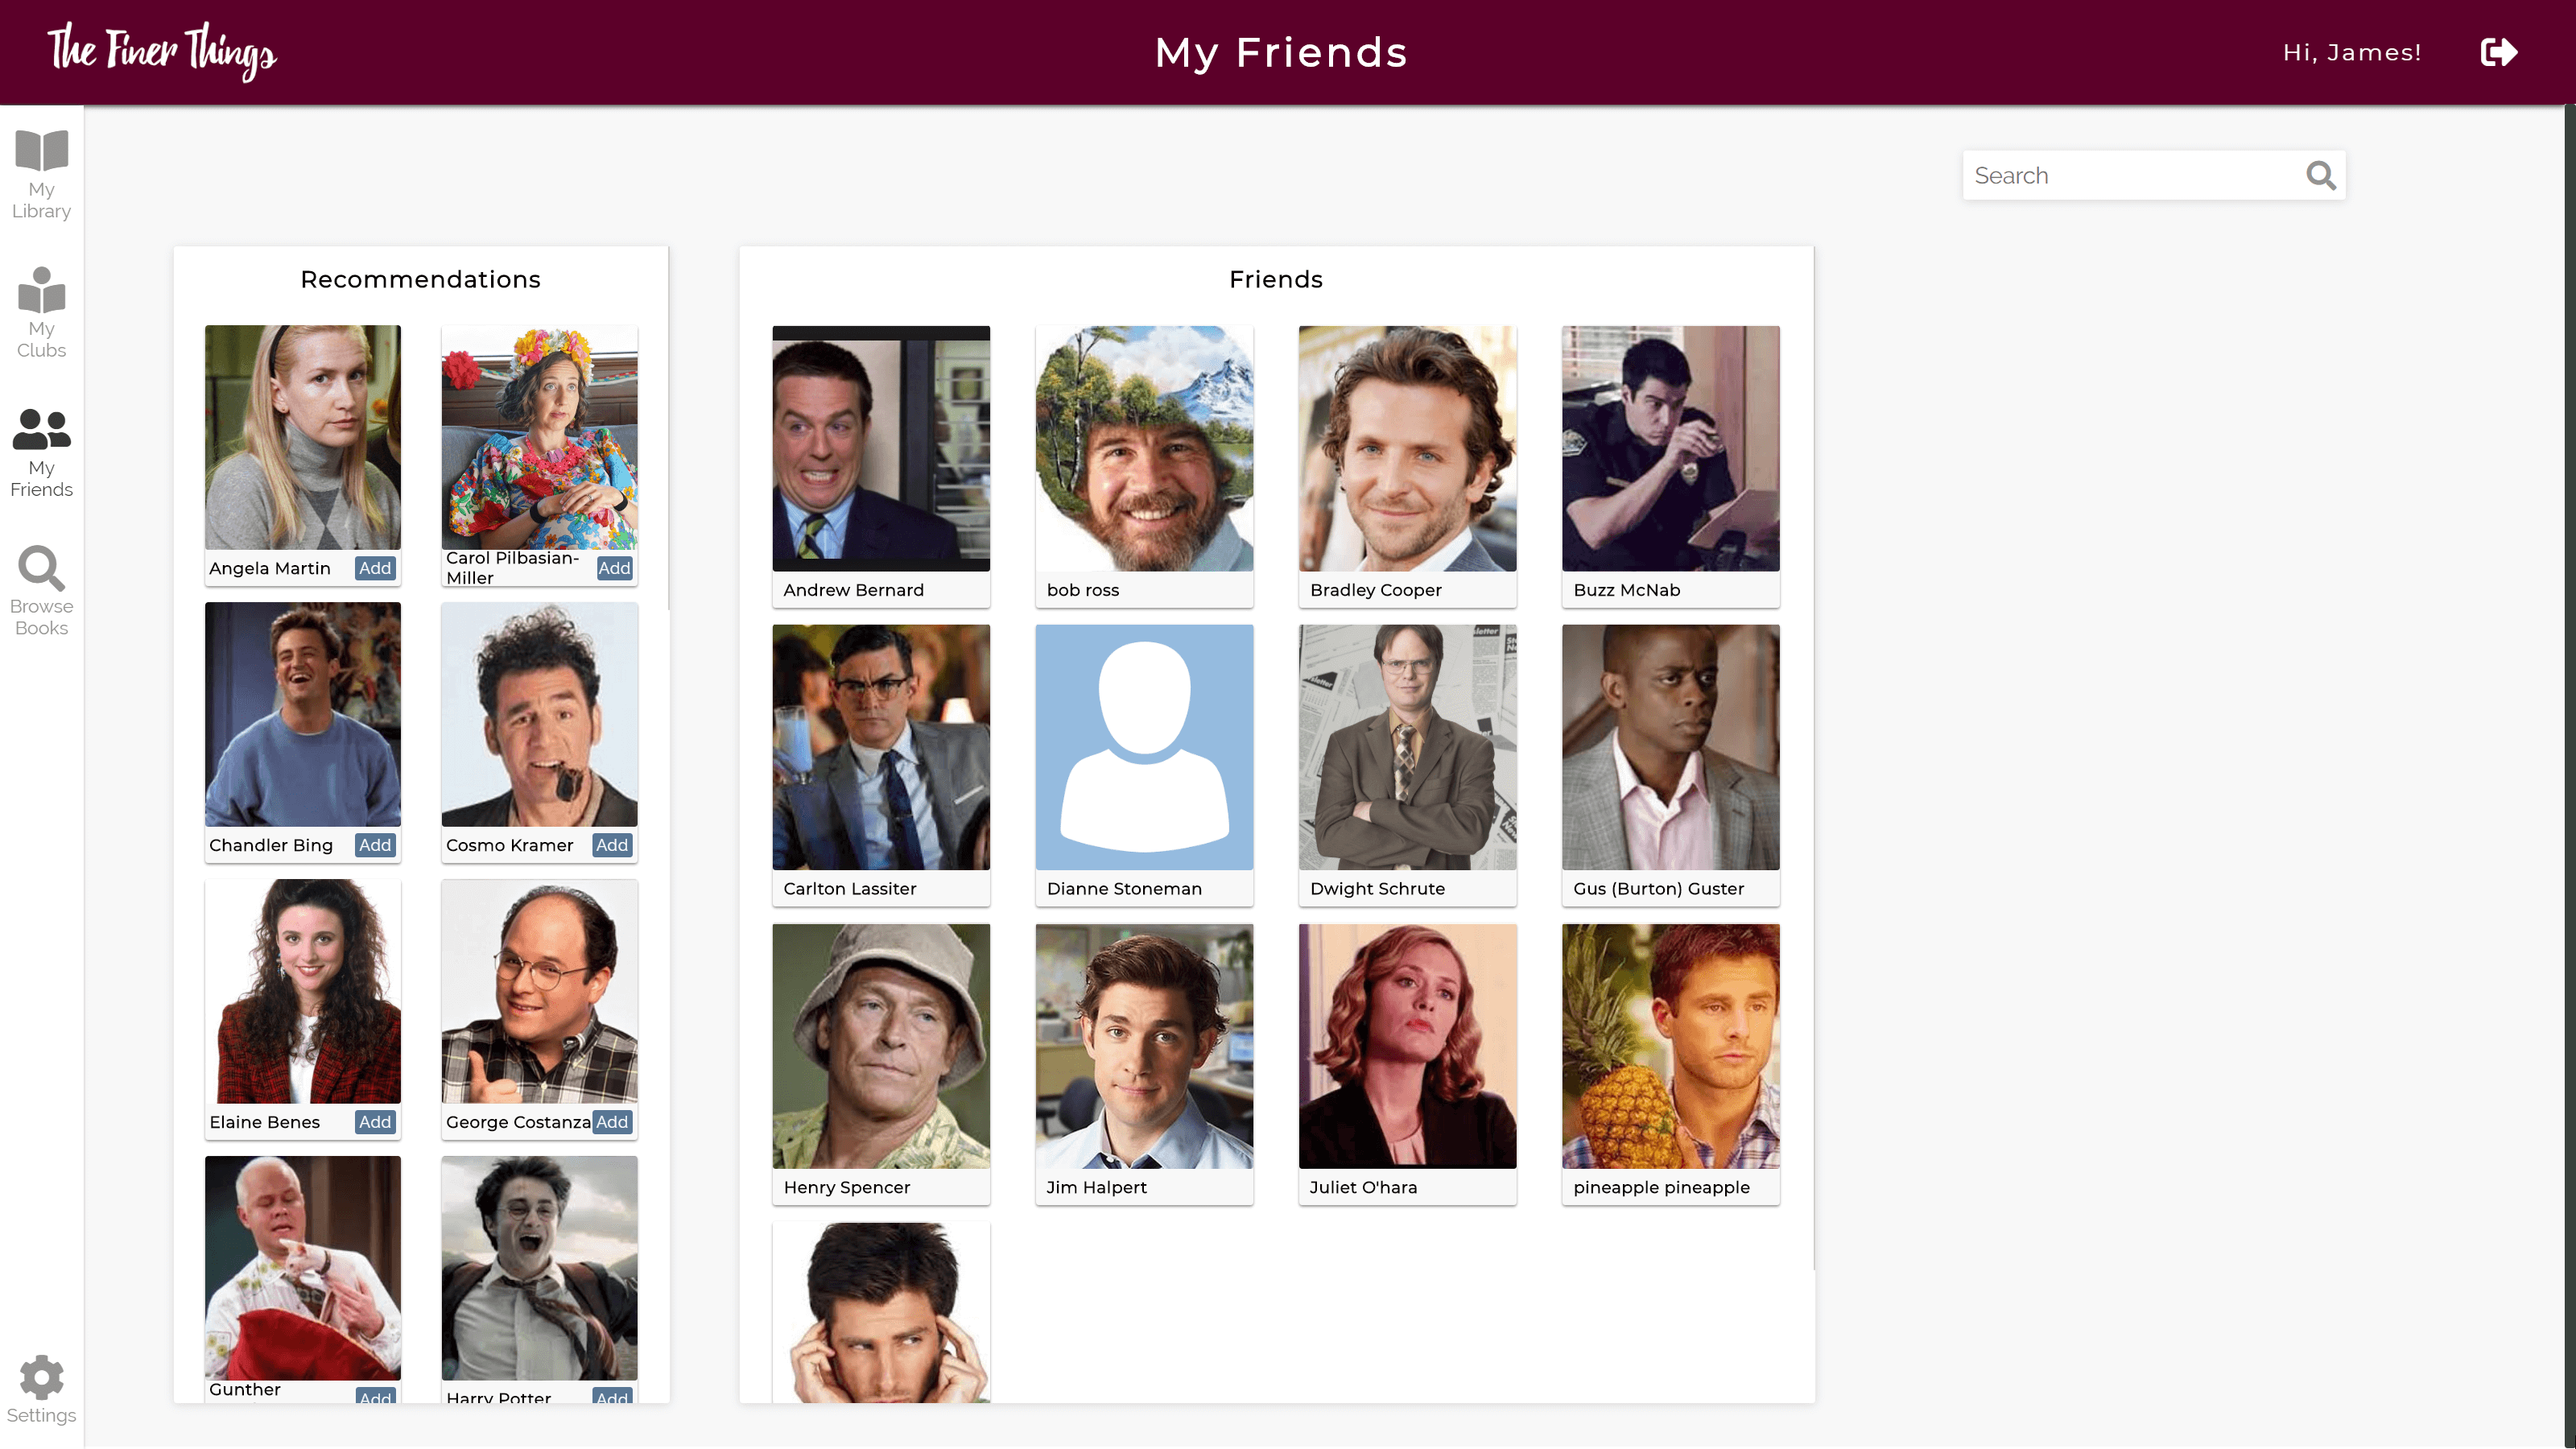 The Finer Things
My Friends
Hi, James!
My
Library
My
Clubs
My
Friends
Browse
Books
Settings
Search
Recommendations
Angela Martin Add
Carol Pilbasian-
Miller Add
Chandler Bing Add
Cosmo Kramer Add
Elaine Benes Add
George Costanza Add
Gunther Add
Harry Potter Add
Friends
Andrew Bernard
bob ross
Bradley Cooper
Buzz McNab
Carlton Lassiter
Dianne Stoneman
Dwight Schrute
Gus (Burton) Guster
Henry Spencer
Jim Halpert
Juliet O'hara
pineapple pineapple